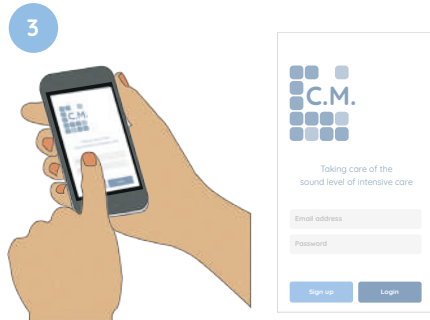 3
C.M.
C.M.
Taking care of the
sound level of intensive care
Email address
Password
Sign up
Login